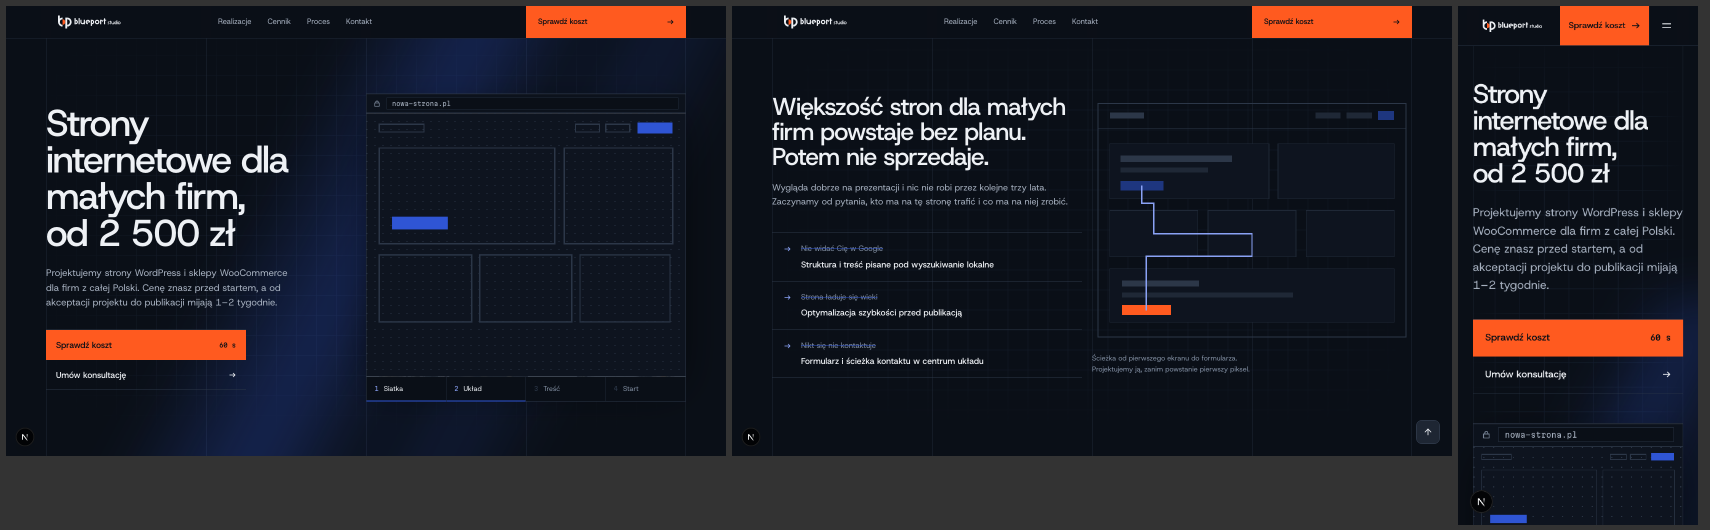 blueport studio
Realizacje
Cennik
Proces
Kontakt
Sprawdź koszt →
Strony
internetowe dla
małych firm,
od 2 500 zł
Projektujemy strony WordPress i sklepy WooCommerce
dla firm z całej Polski. Cenę znasz przed startem, a od
akceptacji projektu do publikacji mijają 1–2 tygodnie.
Sprawdź koszt 60 s
Umów konsultację →
nowa-strona.pl
1 Siatka
2 Układ
3 Treść
4 Start
N
blueport studio
Realizacje
Cennik
Proces
Kontakt
Sprawdź koszt →
Większość stron dla małych
firm powstaje bez planu.
Potem nie sprzedaje.
Wygląda dobrze na prezentacji i nic nie robi przez kolejne trzy lata.
Zaczynamy od pytania, kto ma na tę stronę trafić i co ma na niej zrobić.
→ Nie widać Cię w Google
Struktura i treść pisane pod wyszukiwanie lokalne
→ Strona ładuje się wieki
Optymalizacja szybkości przed publikacją
→ Nikt się nie kontaktuje
Formularz i ścieżka kontaktu w centrum układu
Ścieżka od pierwszego ekranu do formularza.
Projektujemy ją, zanim powstanie pierwszy piksel.
N
blueport studio
Sprawdź koszt →
Strony
internetowe dla
małych firm,
od 2 500 zł
Projektujemy strony WordPress i sklepy
WooCommerce dla firm z całej Polski.
Cenę znasz przed startem, a od
akceptacji projektu do publikacji mijają
1–2 tygodnie.
Sprawdź koszt 60 s
Umów konsultację →
nowa-strona.pl
N